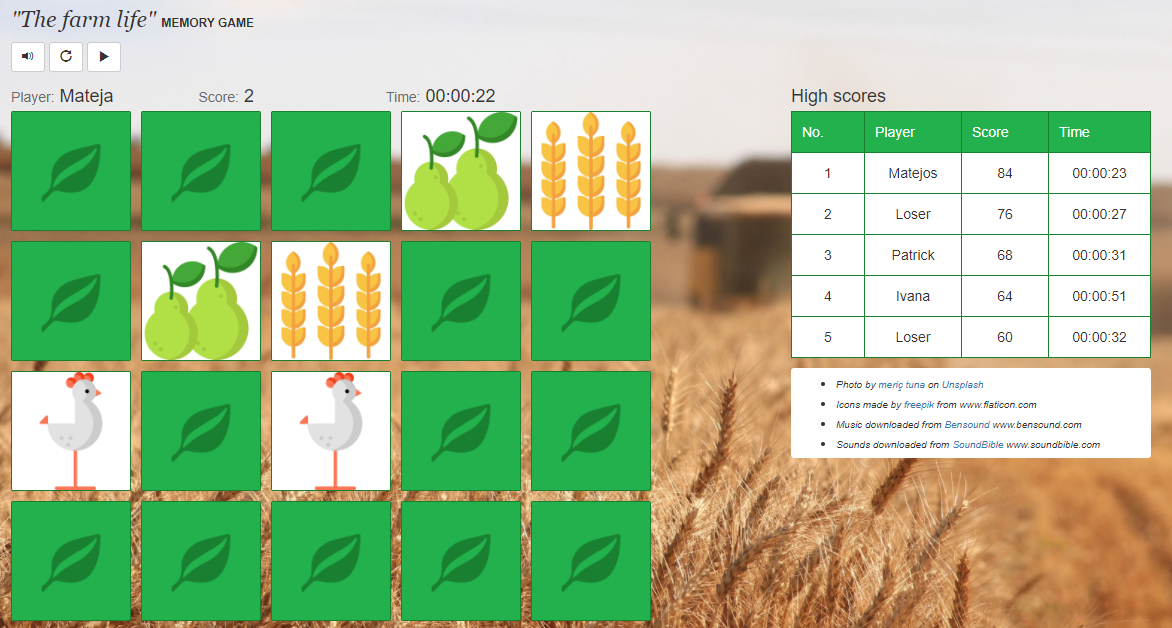 "The farm life" MEMORY GAME
Player: Mateja Score: 2 Time: 00:00:22
High scores
No. Player Score Time
1 Matejos 84 00:00:23
2 Loser 76 00:00:27
3 Patrick 68 00:00:31
4 Ivana 64 00:00:51
5 Loser 60 00:00:32
Photo by meriç tuna on Unsplash
Icons made by freepik from www.flaticon.com
Music downloaded from Bensound www.bensound.com
Sounds downloaded from SoundBible www.soundbible.com